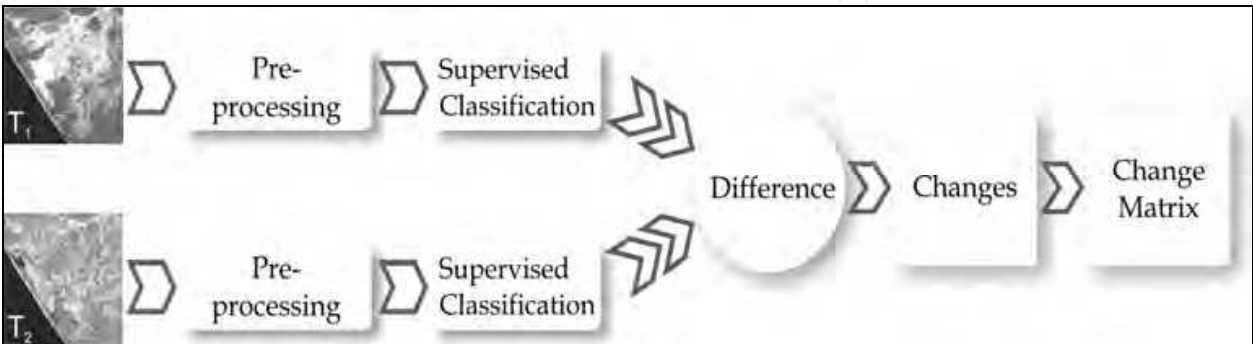 T1
Pre-
processing
Supervised
Classification
Difference
Changes
Change
Matrix
T2
Pre-
processing
Supervised
Classification